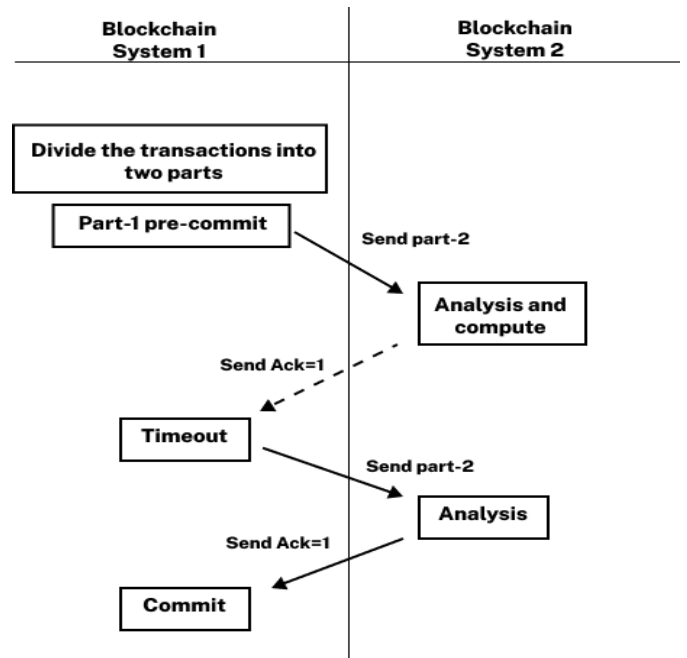 Blockchain
System 1
Blockchain
System 2
Divide the transactions into
two parts
Part-1 pre-commit
Send part-2
Analysis and
compute
Send Ack=1
Timeout
Send part-2
Analysis
Send Ack=1
Commit